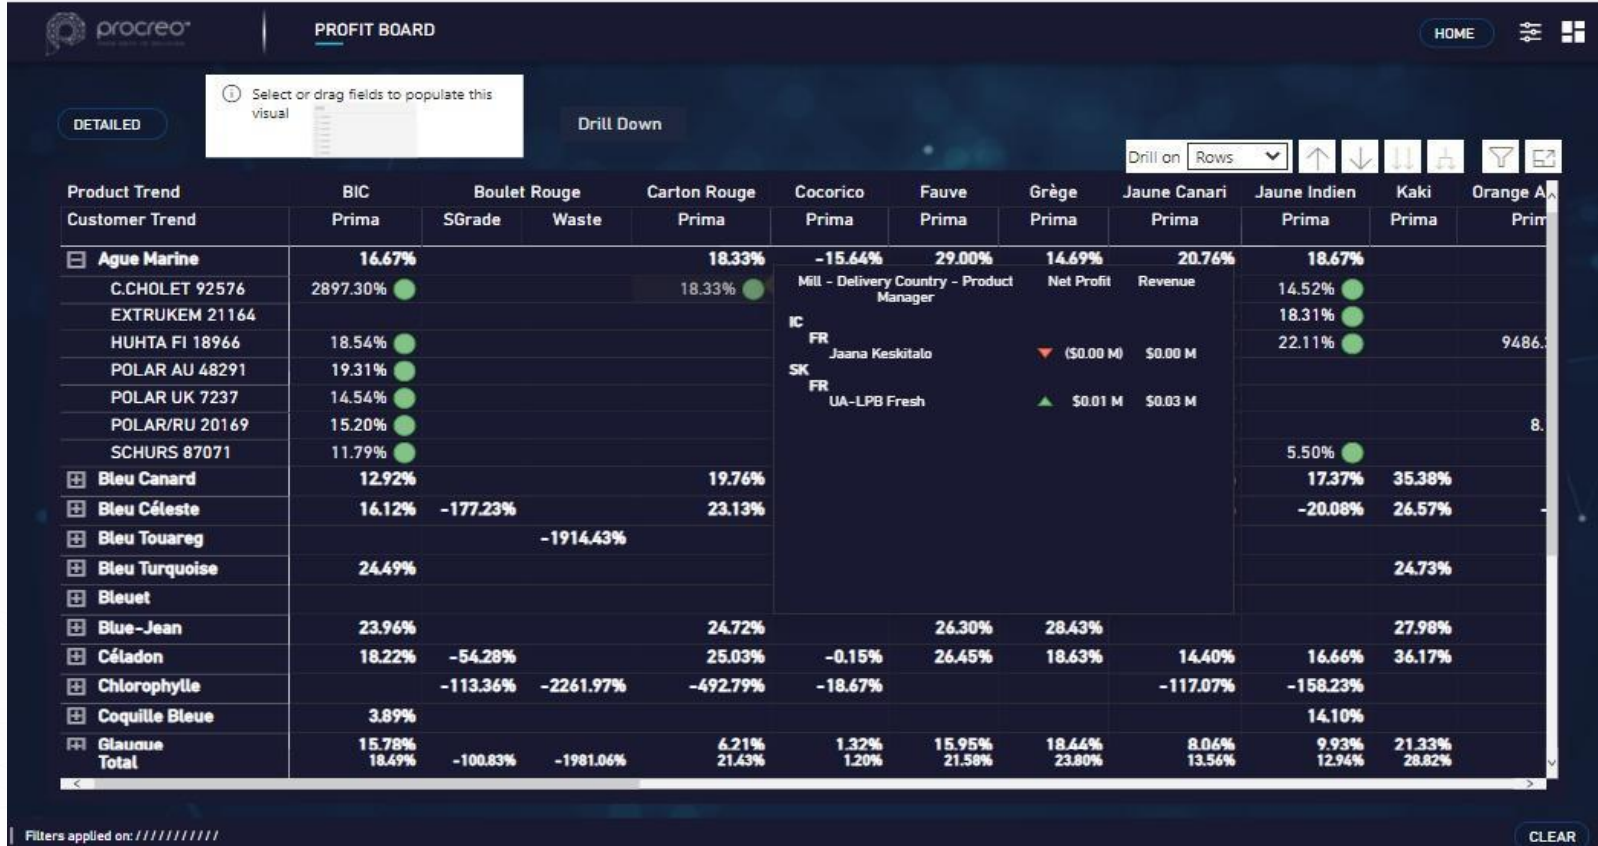 procreo
PROFIT BOARD
HOME
Select or drag fields to populate this
visual
DETAILED
Drill Down
Drill on Rows
Product Trend BIC Boulet Rouge Carton Rouge Cocorico Fauve Grège Jaune Canari Jaune Indien Kaki Orange A
Customer Trend Prima SGrade Waste Prima Prima Prima Prima Prima Prima Prima Prim
Ague Marine 16.67% 18.33% -15.64% 29.00% 14.69% 20.76% 18.67%
C.CHOLET 92576 2897.30% 18.33% 14.52%
EXTRUKEM 21164 18.31%
HUHTA FI 18966 18.54% 22.11% 9486.
POLAR AU 48291 19.31%
POLAR UK 7237 14.54%
POLAR/RU 20169 15.20% 8.
SCHURS 87071 11.79% 5.50%
Mill - Delivery Country - Product Net Profit Revenue
Manager
IC
FR
Jaana Keskitalo ($0.00 M) $0.00 M
SK
FR
UA-LPB Fresh $0.01 M $0.03 M
Bleu Canard 12.92% 19.76% 17.37% 35.38%
Bleu Céleste 16.12% -177.23% 23.13% -20.08% 26.57% -
Bleu Touareg -1914.43%
Bleu Turquoise 24.49% 24.73%
Bleuet
Blue-Jean 23.96% 24.72% 26.30% 28.43% 27.98%
Céladon 18.22% -54.28% 25.03% -0.15% 26.45% 18.63% 14.40% 16.66% 36.17%
Chlorophylle -113.36% -2261.97% -492.79% -18.67% -117.07% -158.23%
Coquille Bleue 3.89% 14.10%
Glauque 15.78% 6.21% 1.32% 15.95% 18.44% 8.06% 9.93% 21.33%
Total 18.49% -100.83% -1981.06% 21.43% 1.20% 21.58% 23.80% 13.56% 12.94% 28.82%
Filters applied on: / / / / / / / / / / /
CLEAR